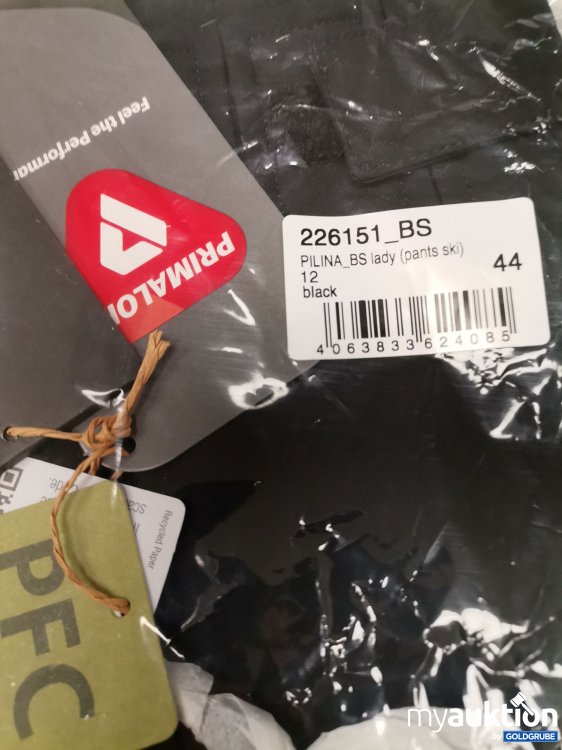 Feel the Performan
PRIMALOF
226151_BS
PILINA_BS lady (pants ski)
12
44
black
4063833624085
Recycled Paper
PFC
myauktion
by GOLDGRUBE